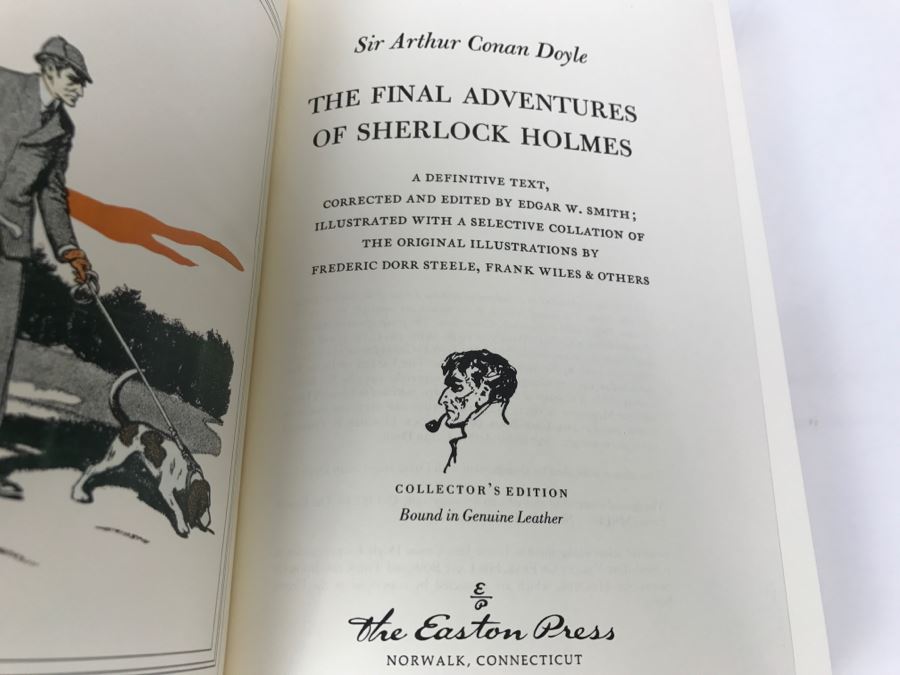 Sir Arthur Conan Doyle
THE FINAL ADVENTURES
OF SHERLOCK HOLMES
A DEFINITIVE TEXT,
CORRECTED AND EDITED BY EDGAR W. SMITH;
ILLUSTRATED WITH A SELECTIVE COLLATION OF
THE ORIGINAL ILLUSTRATIONS BY
FREDERIC DORR STEELE, FRANK WILES & OTHERS
COLLECTOR'S EDITION
Bound in Genuine Leather
E
P
The Easton Press
NORWALK, CONNECTICUT